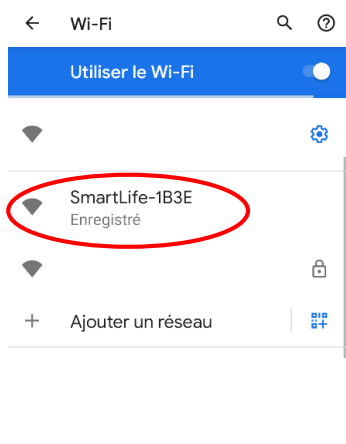 Wi-Fi
Utiliser le Wi-Fi
SmartLife-1B3E
Enregistré
Ajouter un réseau